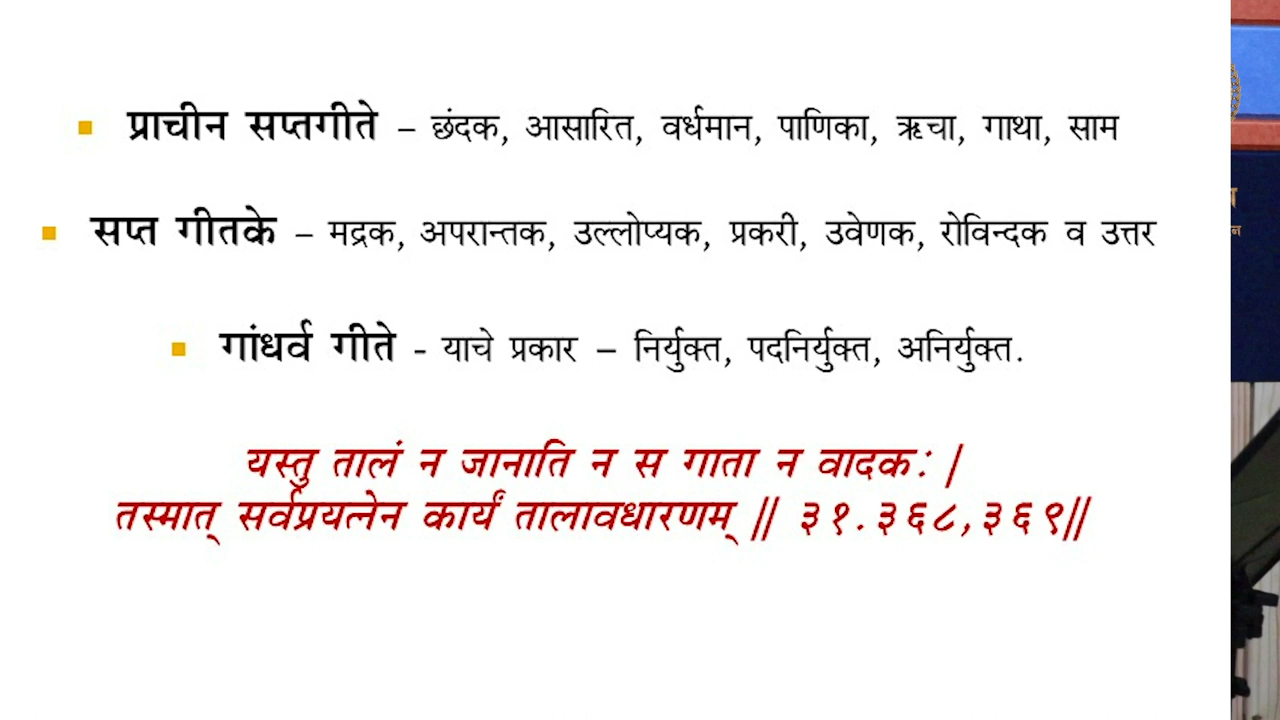 प्राचीन सप्तगीते – छंदक, आसारित, वर्धमान, पाणिका, ऋचा, गाथा, साम
सप्त गीतके – मद्रक, अपरान्तक, उल्लोप्यक, प्रकरी, उवेणक, रोविन्दक व उत्तर
गांधर्व गीते - याचे प्रकार – निर्युक्त, पदनिर्युक्त, अनिर्युक्त.
यस्तु तालं न जानाति न स गाता न वादकः |
तस्मात् सर्वप्रयत्नेन कार्यं तालावधारणम् || ३१.३६८,३६९||